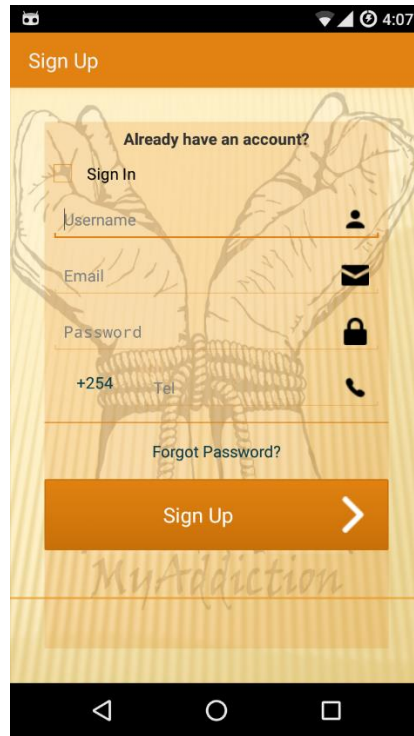 4:07
Sign Up
Already have an account?
Sign In
Username
Email
Password
+254 Tel
Forgot Password?
Sign Up
MyAddiction